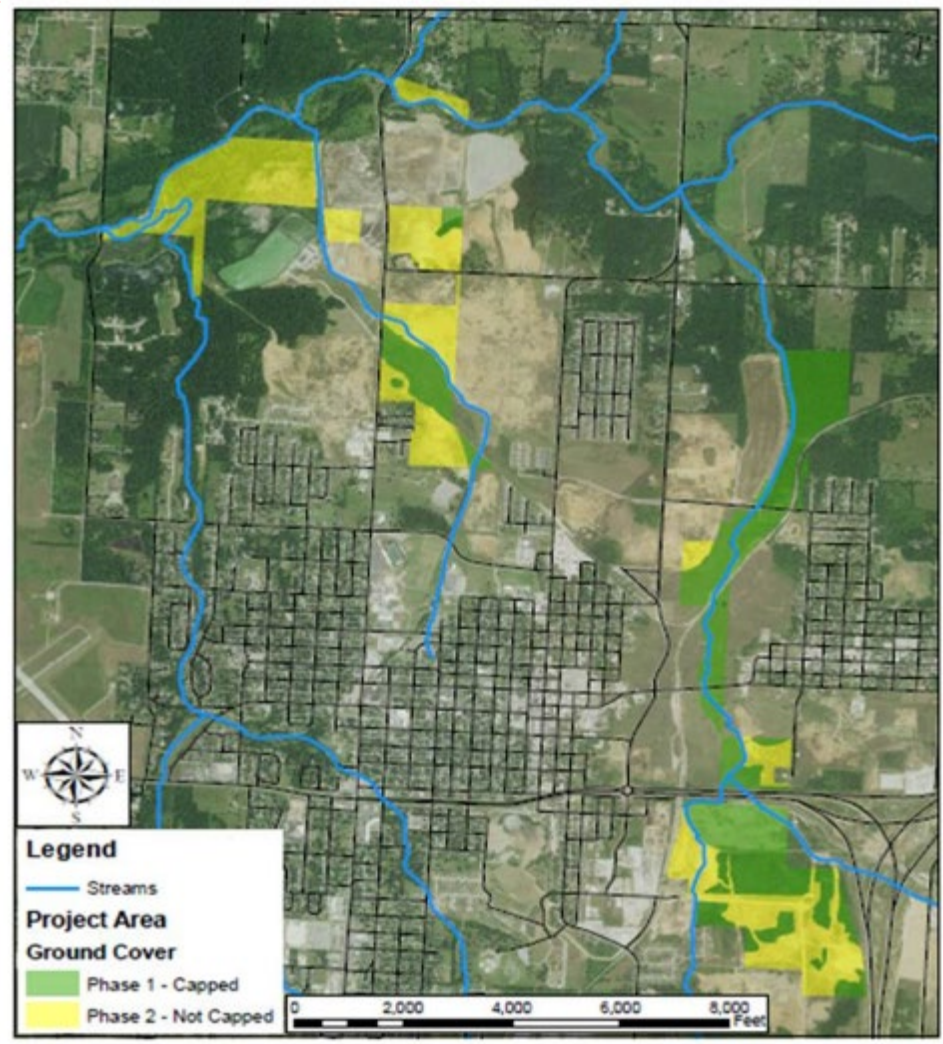 N
W E
S
Legend
Streams
Project Area
Ground Cover
Phase 1 - Capped
Phase 2 - Not Capped
0 2,000 4,000 6,000 8,000
Feet